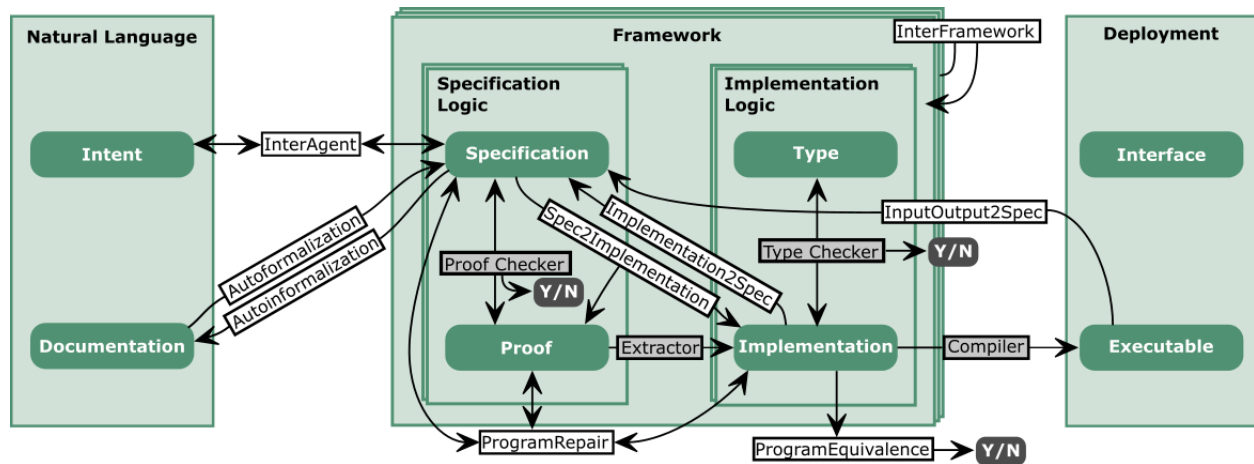 Natural Language
Framework
InterFramework
Deployment
Specification
Logic
Implementation
Logic
Intent
InterAgent
Specification
Type
Interface
Autoformalization
Autoinformalization
Proof Checker
Y/N
Spec2Implementation
Implementation2Spec
InputOutput2Spec
Type Checker
Y/N
Documentation
Proof
Extractor
Implementation
Compiler
Executable
ProgramRepair
ProgramEquivalence
Y/N